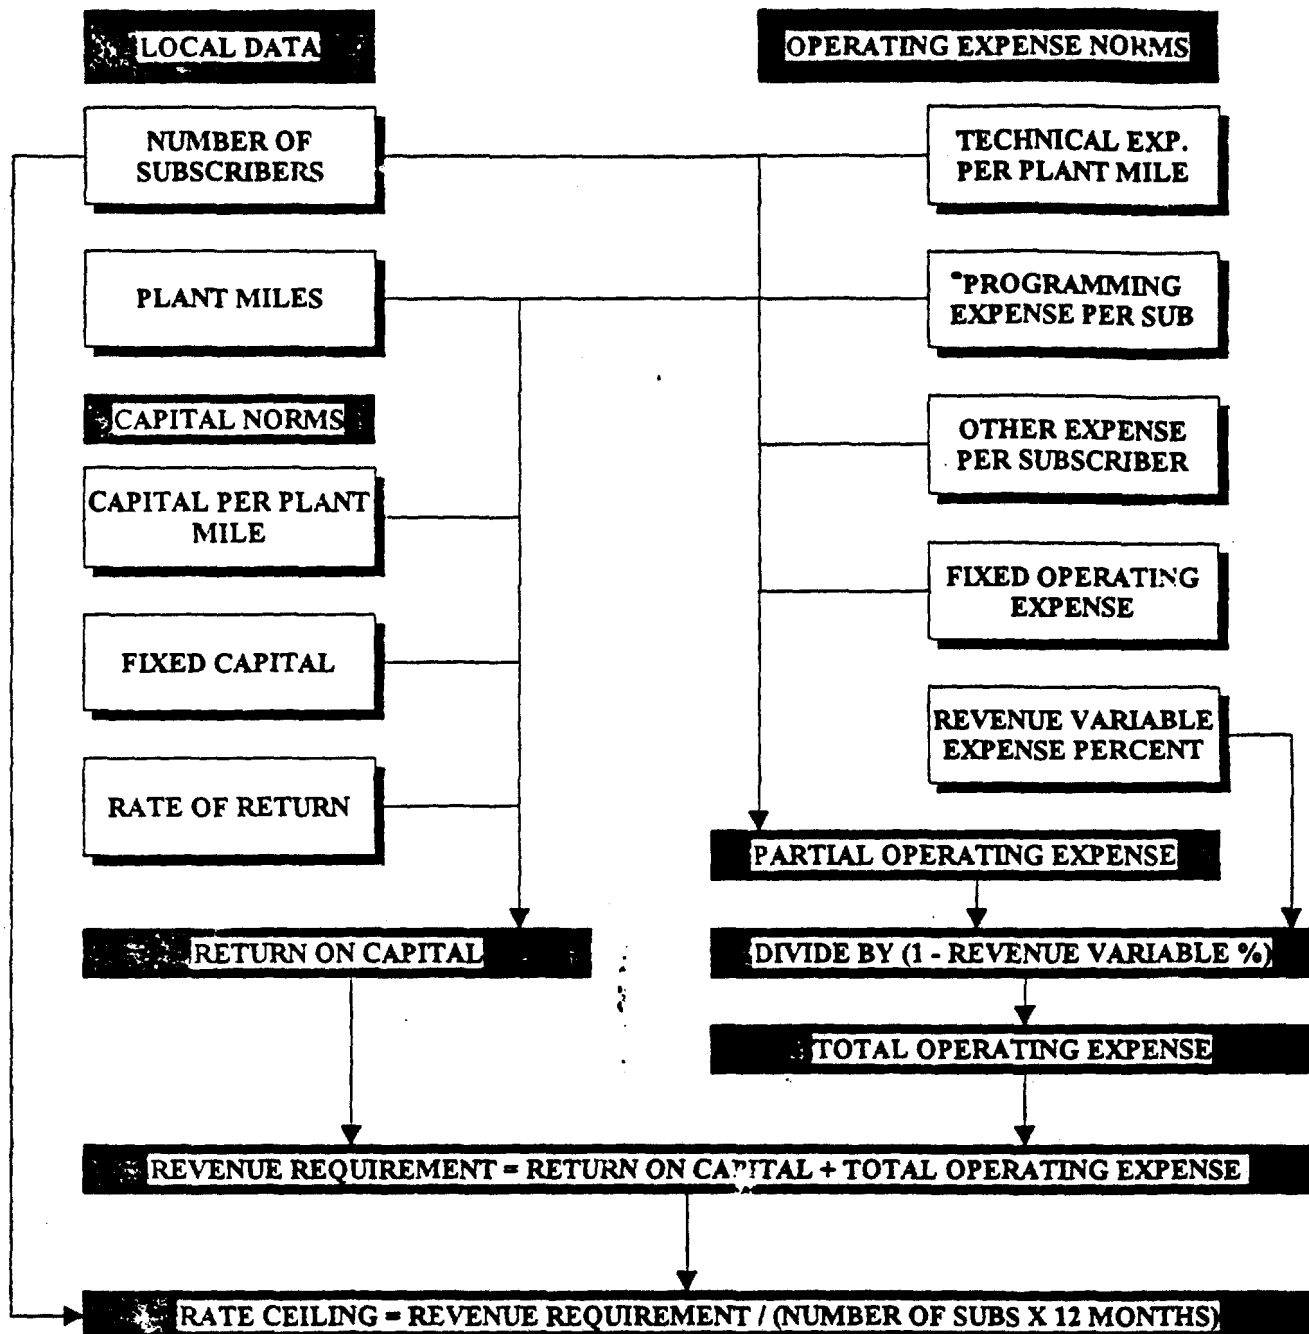 LOCAL DATA
OPERATING EXPENSE NORMS
NUMBER OF
SUBSCRIBERS
TECHNICAL EXP.
PER PLANT MILE
PLANT MILES
PROGRAMMING
EXPENSE PER SUB
CAPITAL NORMS
OTHER EXPENSE
PER SUBSCRIBER
CAPITAL PER PLANT
MILE
FIXED OPERATING
EXPENSE
FIXED CAPITAL
REVENUE VARIABLE
EXPENSE PERCENT
RATE OF RETURN
PARTIAL OPERATING EXPENSE
RETURN ON CAPITAL
DIVIDE BY (1 - REVENUE VARIABLE %)
TOTAL OPERATING EXPENSE
REVENUE REQUIREMENT = RETURN ON CAPITAL + TOTAL OPERATING EXPENSE
RATE CEILING = REVENUE REQUIREMENT / (NUMBER OF SUBS X 12 MONTHS)